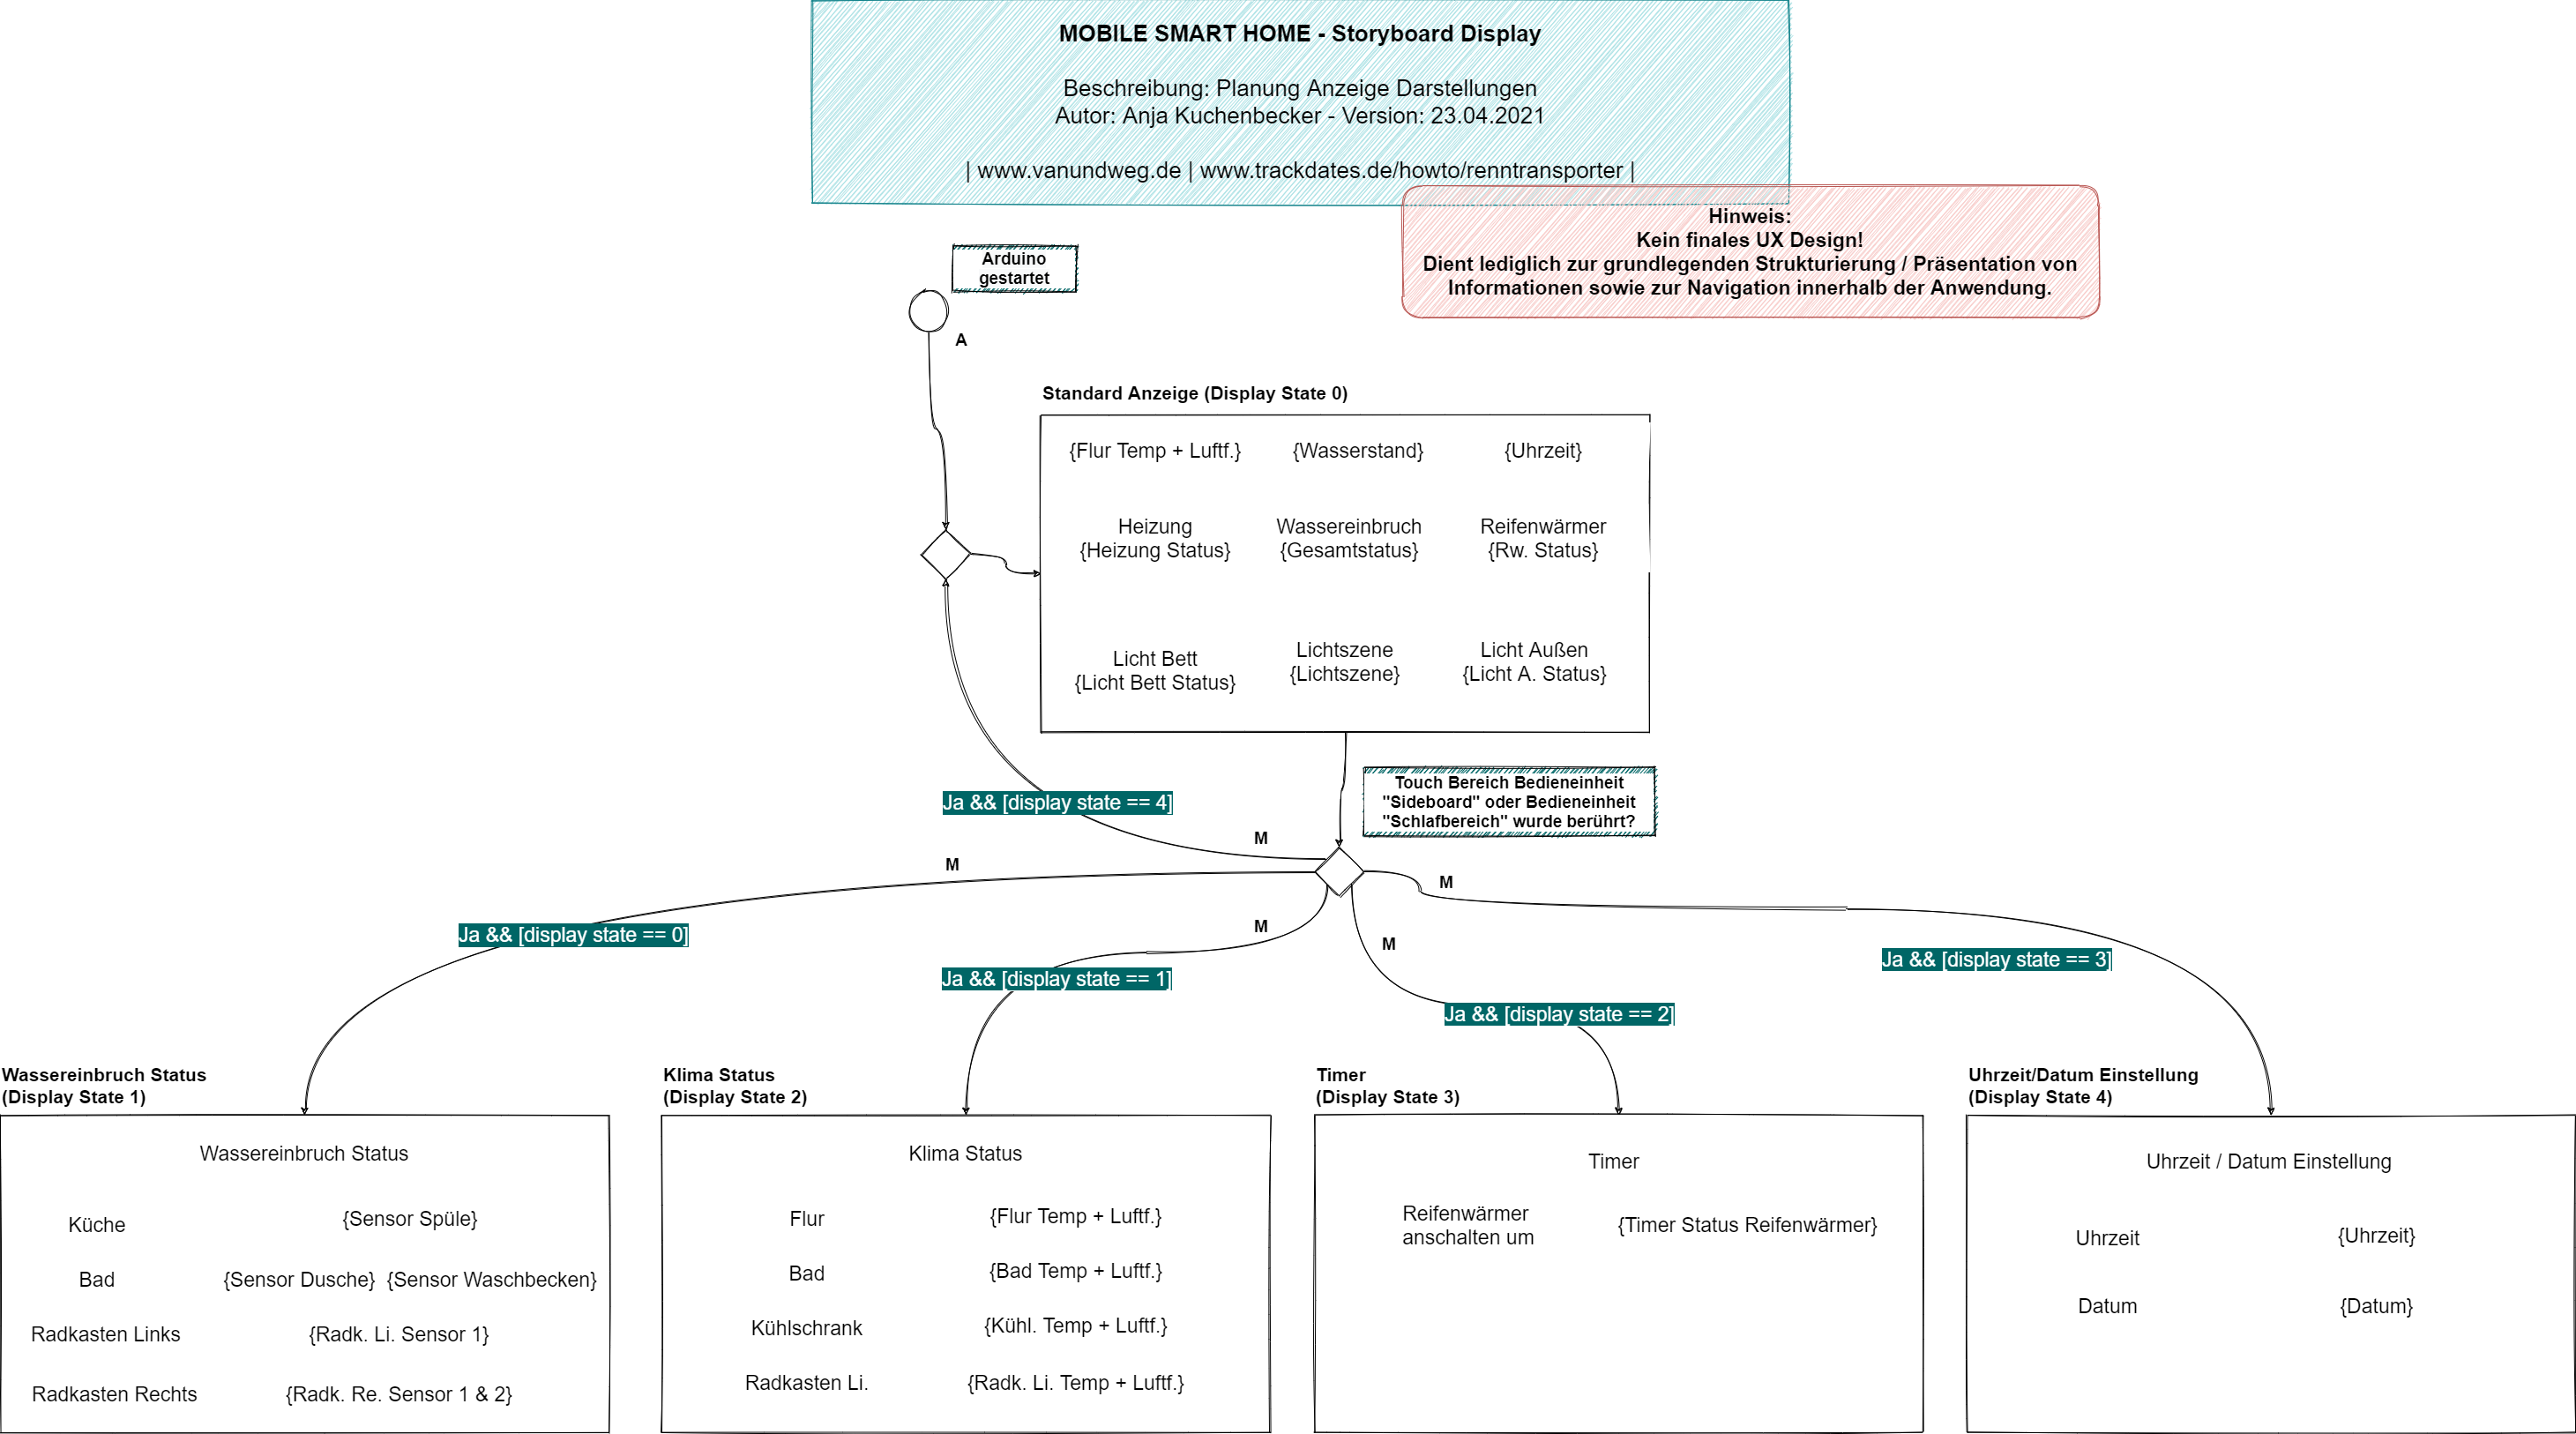 MOBILE SMART HOME - Storyboard Display
Beschreibung: Planung Anzeige Darstellungen
Autor: Anja Kuchenbecker - Version: 23.04.2021
| www.vanundweg.de | www.trackdates.de/howto/renntransporter |
Hinweis:
Kein finales UX Design!
Dient lediglich zur grundlegenden Strukturierung / Präsentation von
Informationen sowie zur Navigation innerhalb der Anwendung.
Arduino
gestartet
A
Standard Anzeige (Display State 0)
{Flur Temp + Luftf.} {Wasserstand} {Uhrzeit}
Heizung Wassereinbruch Reifenwärmer
{Heizung Status} {Gesamtstatus} {Rw. Status}
Licht Bett Lichtszene Licht Außen
{Licht Bett Status} {Lichtszene} {Licht A. Status}
Touch Bereich Bedieneinheit
"Sideboard" oder Bedieneinheit
"Schlafbereich" wurde berührt?
Ja && [display state == 4]
M
M
M
Ja && [display state == 0]
M
M
Ja && [display state == 3]
Ja && [display state == 1]
Ja && [display state == 2]
Wassereinbruch Status
(Display State 1)
Wassereinbruch Status
Küche {Sensor Spüle}
Bad {Sensor Dusche} {Sensor Waschbecken}
Radkasten Links {Radk. Li. Sensor 1}
Radkasten Rechts {Radk. Re. Sensor 1 & 2}
Klima Status
(Display State 2)
Klima Status
Flur {Flur Temp + Luftf.}
Bad {Bad Temp + Luftf.}
Kühlschrank {Kühl. Temp + Luftf.}
Radkasten Li. {Radk. Li. Temp + Luftf.}
Timer
(Display State 3)
Timer
Reifenwärmer
anschalten um {Timer Status Reifenwärmer}
Uhrzeit/Datum Einstellung
(Display State 4)
Uhrzeit / Datum Einstellung
Uhrzeit {Uhrzeit}
Datum {Datum}